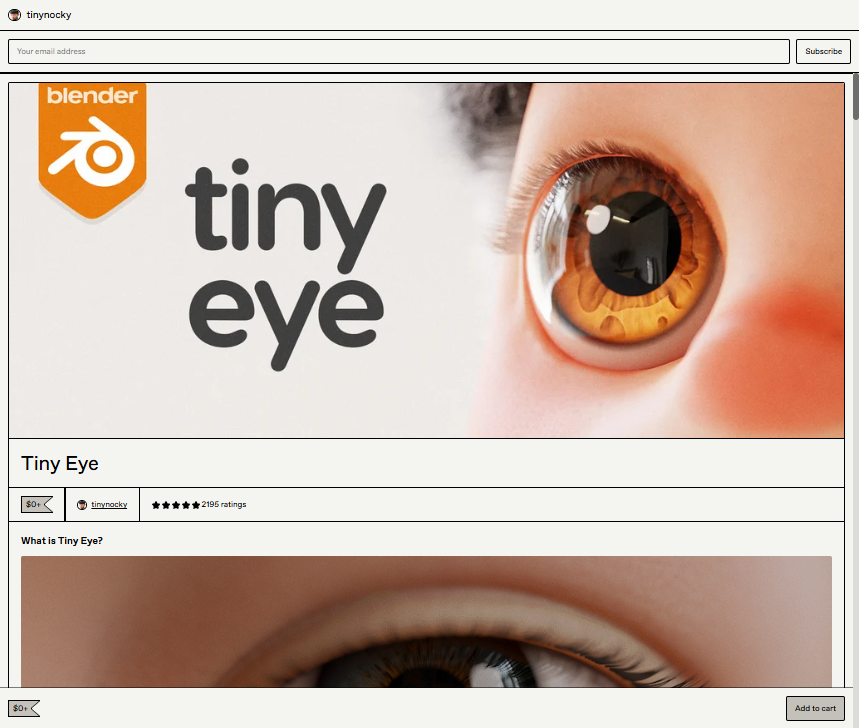 tinynocky
Your email address
Subscribe
blender
tiny
eye
Tiny Eye
$0+
tinynocky
2195 ratings
What is Tiny Eye?
$0+
Add to cart